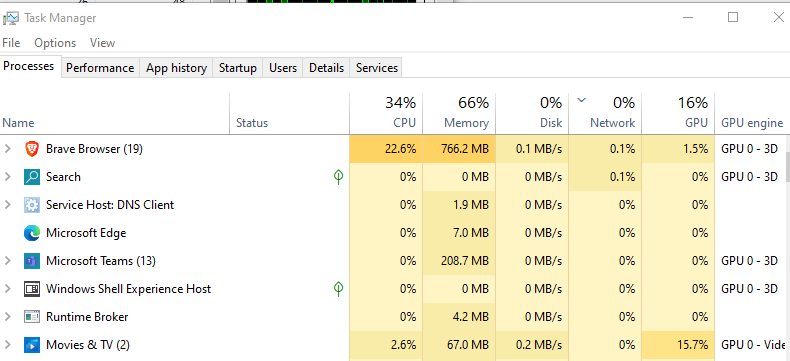 Task Manager
File Options View
Processes Performance App history Startup Users Details Services
34% 66% 0% 0% 16%
Name Status CPU Memory Disk Network GPU GPU engine
Brave Browser (19) 22.6% 766.2 MB 0.1 MB/s 0.1% 1.5% GPU 0 - 3D
Search 0% 0 MB 0 MB/s 0.1% 0% GPU 0 - 3D
Service Host: DNS Client 0% 1.9 MB 0 MB/s 0% 0%
Microsoft Edge 0% 7.0 MB 0 MB/s 0% 0%
Microsoft Teams (13) 0% 208.7 MB 0 MB/s 0% 0% GPU 0 - 3D
Windows Shell Experience Host 0% 0 MB 0 MB/s 0% 0% GPU 0 - 3D
Runtime Broker 0% 4.2 MB 0 MB/s 0% 0%
Movies & TV (2) 2.6% 67.0 MB 0.2 MB/s 0% 15.7% GPU 0 - Vide